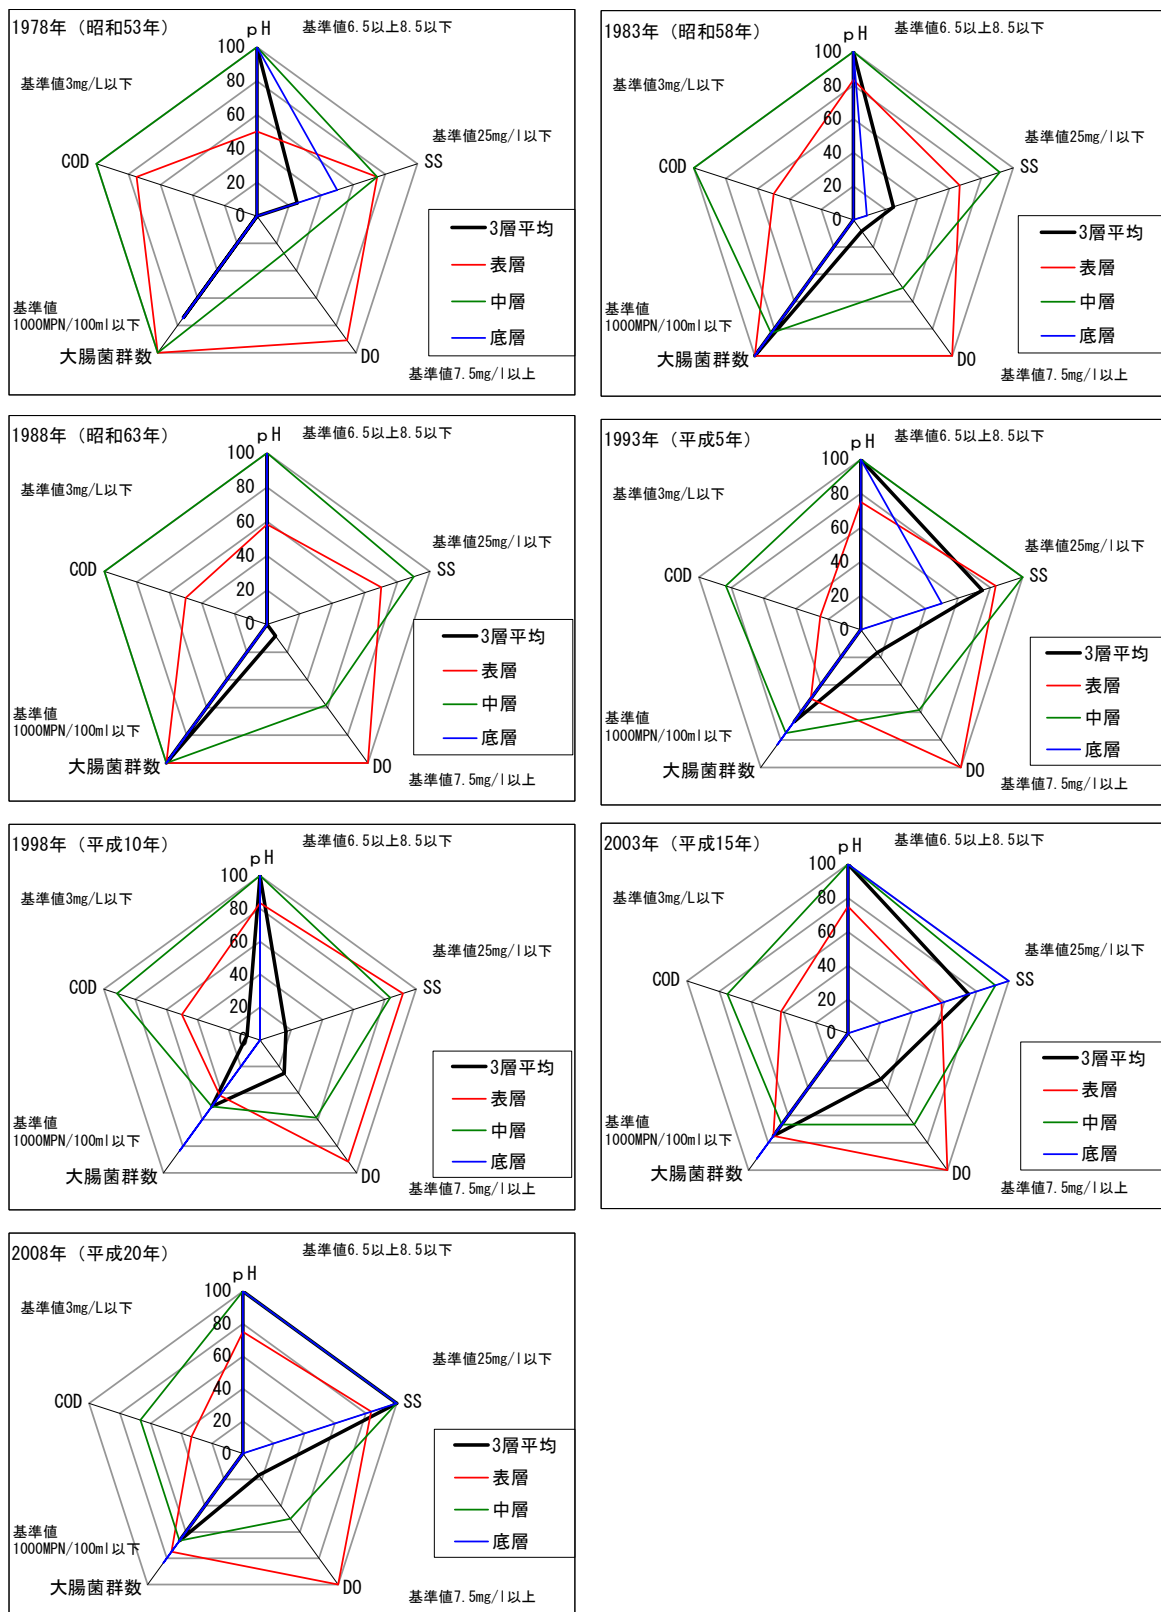 1978年（昭和53年）
pH
基準値6.5以上8.5以下
基準値3mg/L以下
100
80
60
40
20
0
基準値25mg/l以下
COD
SS
3層平均
表層
中層
底層
基準値
1000MPN/100ml以下
大腸菌群数
DO
基準値7.5mg/l以上
1983年（昭和58年）
pH
基準値6.5以上8.5以下
基準値3mg/L以下
100
80
60
40
20
0
基準値25mg/l以下
COD
SS
3層平均
表層
中層
底層
基準値
1000MPN/100ml以下
大腸菌群数
DO
基準値7.5mg/l以上
1988年（昭和63年）
pH
基準値6.5以上8.5以下
基準値3mg/L以下
100
80
60
40
20
0
基準値25mg/l以下
COD
SS
3層平均
表層
中層
底層
基準値
1000MPN/100ml以下
大腸菌群数
DO
基準値7.5mg/l以上
1993年（平成5年）
pH
基準値6.5以上8.5以下
基準値3mg/L以下
100
80
60
40
20
0
基準値25mg/l以下
COD
SS
3層平均
表層
中層
底層
基準値
1000MPN/100ml以下
大腸菌群数
DO
基準値7.5mg/l以上
1998年（平成10年）
pH
基準値6.5以上8.5以下
基準値3mg/L以下
100
80
60
40
20
0
基準値25mg/l以下
COD
SS
3層平均
表層
中層
底層
基準値
1000MPN/100ml以下
大腸菌群数
DO
基準値7.5mg/l以上
2003年（平成15年）
pH
基準値6.5以上8.5以下
基準値3mg/L以下
100
80
60
40
20
0
基準値25mg/l以下
COD
SS
3層平均
表層
中層
底層
基準値
1000MPN/100ml以下
大腸菌群数
DO
基準値7.5mg/l以上
2008年（平成20年）
pH
基準値6.5以上8.5以下
基準値3mg/L以下
100
80
60
40
20
0
基準値25mg/l以下
COD
SS
3層平均
表層
中層
底層
基準値
1000MPN/100ml以下
大腸菌群数
DO
基準値7.5mg/l以上